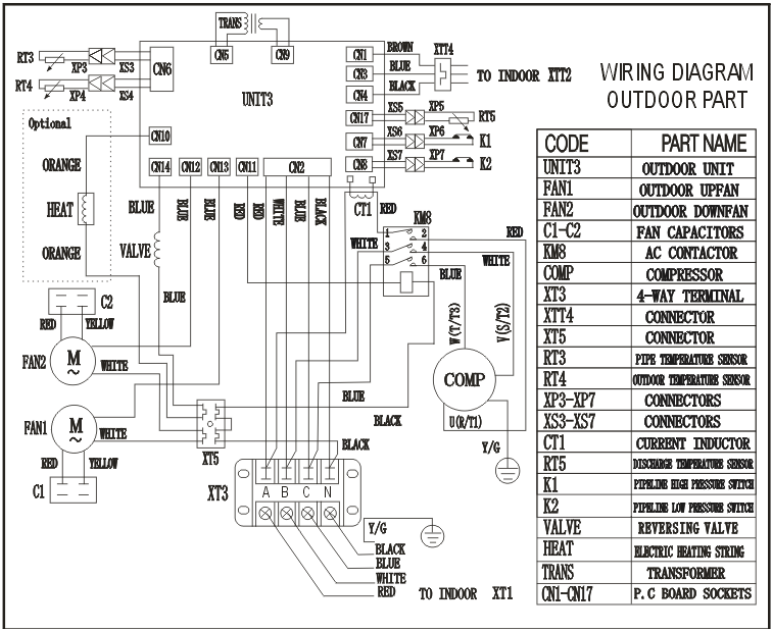 TRANS
CN5
CN9
RT3
XP3
XS3
CN6
RT4
XP4
XS4
UNIT3
CN1
BROWN
XTT4
CN3
BLUE
CN4
BLACK
TO INDOOR XTT2
XS5
XP5
CN17
RT5
XS6
XP6
CN7
K1
XS7
XP7
CN8
K2
WIRING DIAGRAM
OUTDOOR PART
Optional
CN10
ORANGE
HEAT
ORANGE
CN14
CN12
CN13
CN11
CN2
BLUE
BLUE
BLUE
RED
RED
WHITE
BLUE
BLACK
CT1
RED
KM8
1
2
3
4
5
6
WHITE
RED
WHITE
BLUE
VALVE
BLUE
W(T/T3)
V(S/T2)
COMP
U(R/T1)
Y/G
C2
RED
YELLOW
FAN2
M
~
WHITE
FAN1
M
~
WHITE
RED
YELLOW
C1
XT5
BLUE
BLACK
BLACK
XT3
A B C N
Y/G
BLACK
BLUE
WHITE
RED
TO INDOOR XT1
CODE PART NAME
UNIT3 OUTDOOR UNIT
FAN1 OUTDOOR UPFAN
FAN2 OUTDOOR DOWNFAN
C1-C2 FAN CAPACITORS
KM8 AC CONTACTOR
COMP COMPRESSOR
XT3 4-WAY TERMINAL
XTT4 CONNECTOR
XT5 CONNECTOR
RT3 PIPE TEMPERATURE SENSOR
RT4 OUTDOOR TEMPERATURE SENSOR
XP3-XP7 CONNECTORS
XS3-XS7 CONNECTORS
CT1 CURRENT INDUCTOR
RT5 DISCHARGE TEMPERATURE SENSOR
K1 PIPELINE HIGH PRESSURE SWITCH
K2 PIPELINE LOW PRESSURE SWITCH
VALVE REVERSING VALVE
HEAT ELECTRIC HEATING STRING
TRANS TRANSFORMER
CN1-CN17 P.C BOARD SOCKETS